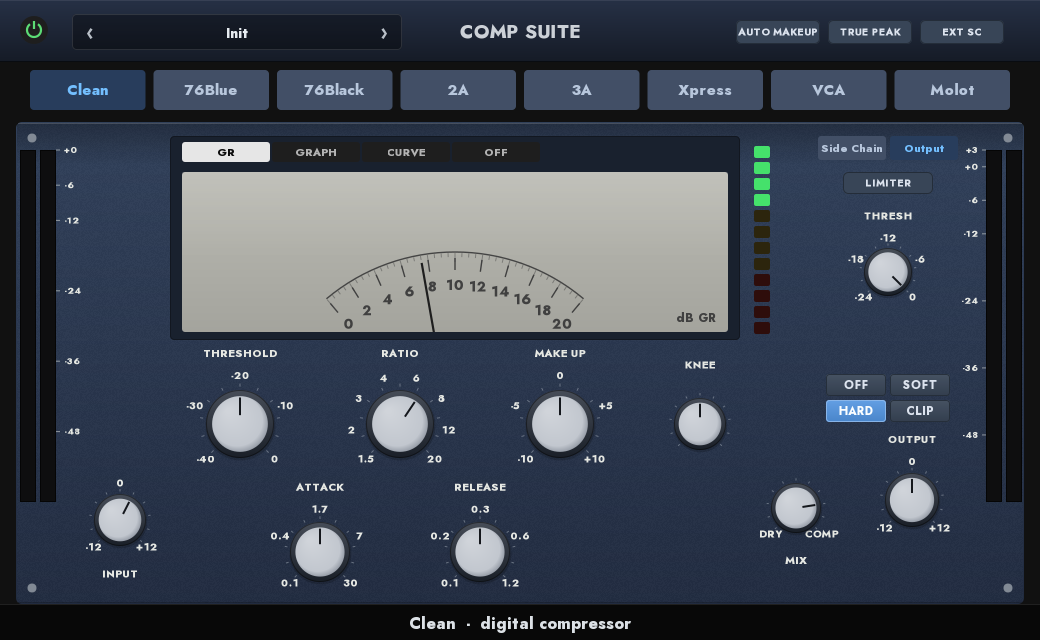 ‹ Init ›
COMP SUITE
AUTO MAKEUP TRUE PEAK EXT SC
Clean 76Blue 76Black 2A 3A Xpress VCA Molot
+0
-6
-12
-24
-36
-48
GR GRAPH CURVE OFF
0 2 4 6 8 10 12 14 16 18 20
dB GR
Side Chain Output
LIMITER
THRESH
-24 -18 -12 -6 0
+3
+0
-6
-12
-24
-36
-48
THRESHOLD
-40 -30 -20 -10 0
RATIO
1.5 2 3 4 6 8 12 20
MAKE UP
-10 -5 0 +5 +10
KNEE
OFF SOFT
HARD CLIP
OUTPUT
0
-12 +12
0
-12 +12
INPUT
ATTACK
0.1 0.4 1.7 7 30
RELEASE
0.1 0.2 0.3 0.6 1.2
DRY COMP
MIX
Clean - digital compressor